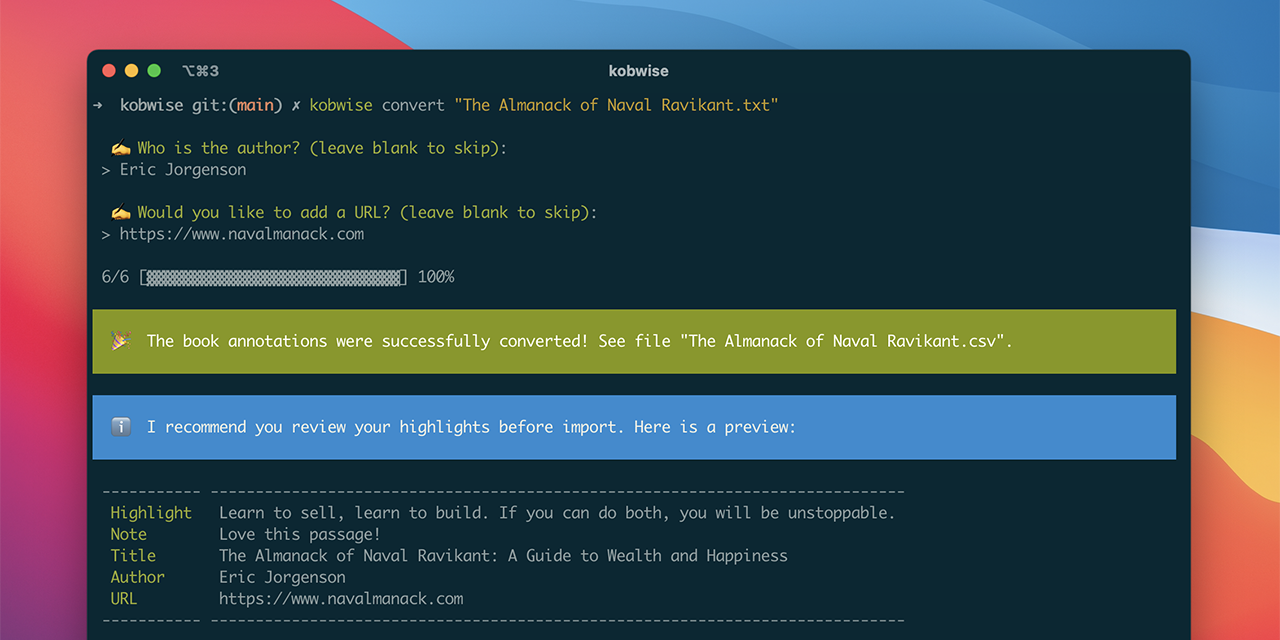 ⌥⌘3
kobwise
➜ kobwise git:(main) ✗ kobwise convert "The Almanack of Naval Ravikant.txt"
✍️ Who is the author? (leave blank to skip):
> Eric Jorgenson
✍️ Would you like to add a URL? (leave blank to skip):
> https://www.navalmanack.com
6/6 [▓▓▓▓▓▓▓▓▓▓▓▓▓▓▓▓▓▓▓▓▓▓▓▓▓▓▓▓] 100%
🎉 The book annotations were successfully converted! See file "The Almanack of Naval Ravikant.csv".
ℹ️ I recommend you review your highlights before import. Here is a preview:
----------- -----------------------------------------------------------------------------
Highlight Learn to sell, learn to build. If you can do both, you will be unstoppable.
Note Love this passage!
Title The Almanack of Naval Ravikant: A Guide to Wealth and Happiness
Author Eric Jorgenson
URL https://www.navalmanack.com
----------- -----------------------------------------------------------------------------